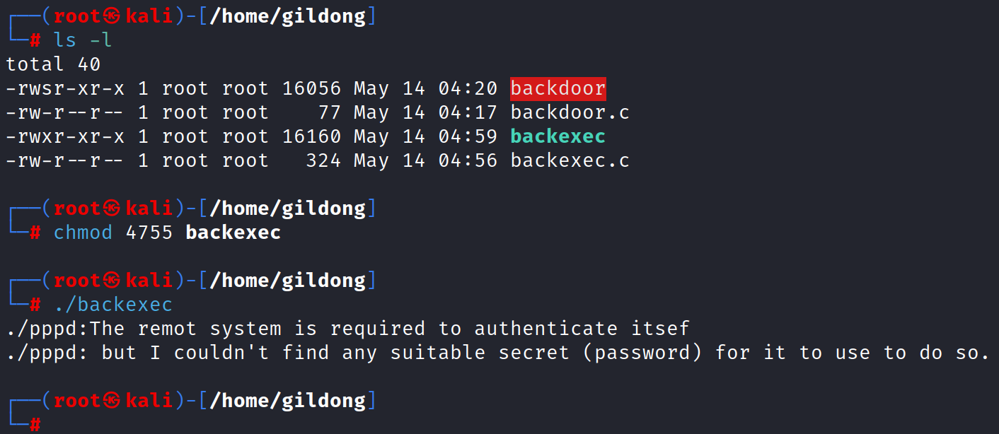 ┌──(root㉿kali)-[/home/gildong]
└─# ls -l
total 40
-rwsr-xr-x 1 root root 16056 May 14 04:20 backdoor
-rw-r--r-- 1 root root    77 May 14 04:17 backdoor.c
-rwxr-xr-x 1 root root 16160 May 14 04:59 backexec
-rw-r--r-- 1 root root   324 May 14 04:56 backexec.c
┌──(root㉿kali)-[/home/gildong]
└─# chmod 4755 backexec
┌──(root㉿kali)-[/home/gildong]
└─# ./backexec
./pppd:The remot system is required to authenticate itsef
./pppd: but I couldn't find any suitable secret (password) for it to use to do so.
┌──(root㉿kali)-[/home/gildong]
└─#